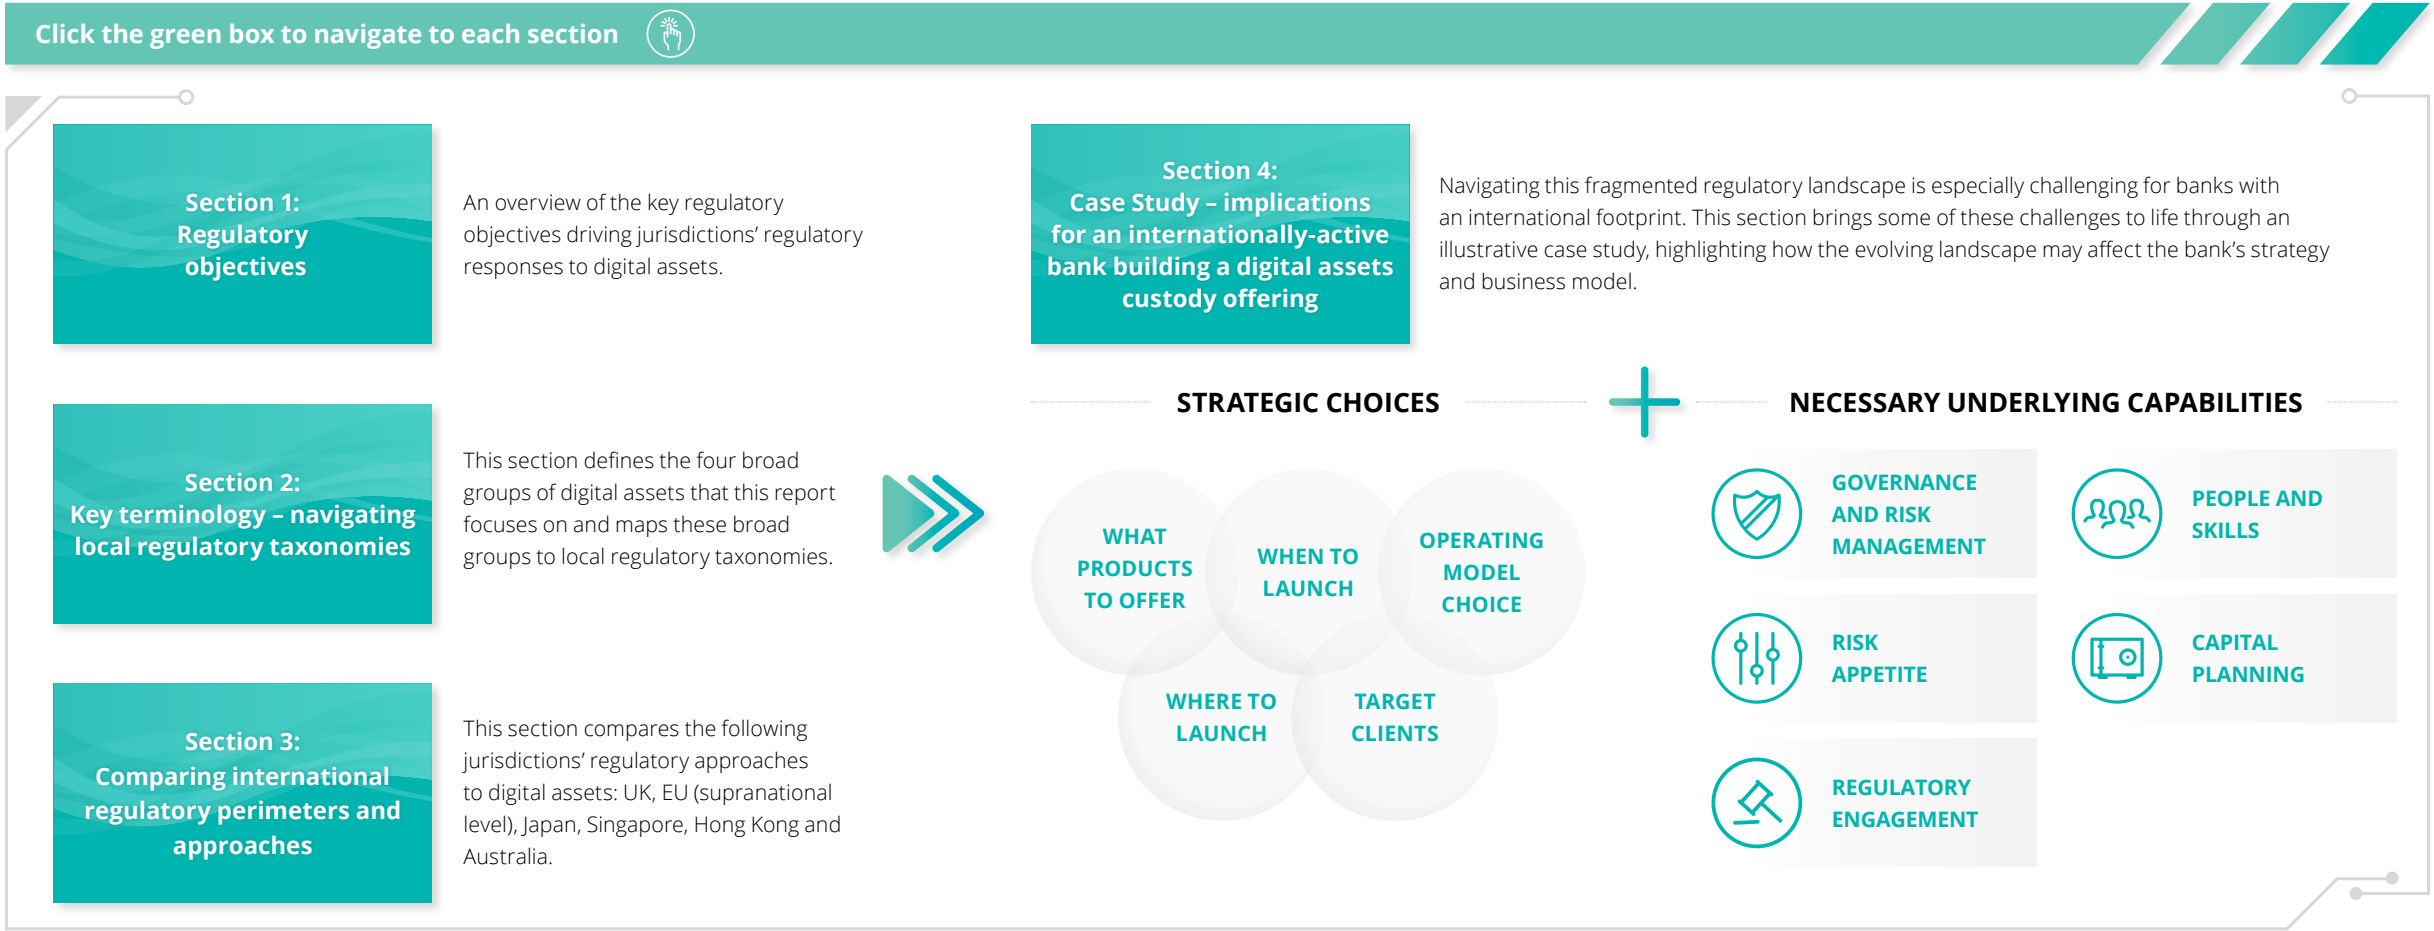 Click the green box to navigate to each section
Section 1:
Regulatory
objectives
An overview of the key regulatory
objectives driving jurisdictions’ regulatory
responses to digital assets.
Section 2:
Key terminology – navigating
local regulatory taxonomies
This section defines the four broad
groups of digital assets that this report
focuses on and maps these broad
groups to local regulatory taxonomies.
Section 3:
Comparing international
regulatory perimeters and
approaches
This section compares the following
jurisdictions’ regulatory approaches
to digital assets: UK, EU (supranational
level), Japan, Singapore, Hong Kong and
Australia.
Section 4:
Case Study – implications
for an internationally-active
bank building a digital assets
custody offering
Navigating this fragmented regulatory landscape is especially challenging for banks with
an international footprint. This section brings some of these challenges to life through an
illustrative case study, highlighting how the evolving landscape may affect the bank’s strategy
and business model.
STRATEGIC CHOICES
WHAT
PRODUCTS
TO OFFER
WHEN TO
LAUNCH
OPERATING
MODEL
CHOICE
WHERE TO
LAUNCH
TARGET
CLIENTS
NECESSARY UNDERLYING CAPABILITIES
GOVERNANCE
AND RISK
MANAGEMENT
PEOPLE AND
SKILLS
RISK
APPETITE
CAPITAL
PLANNING
REGULATORY
ENGAGEMENT